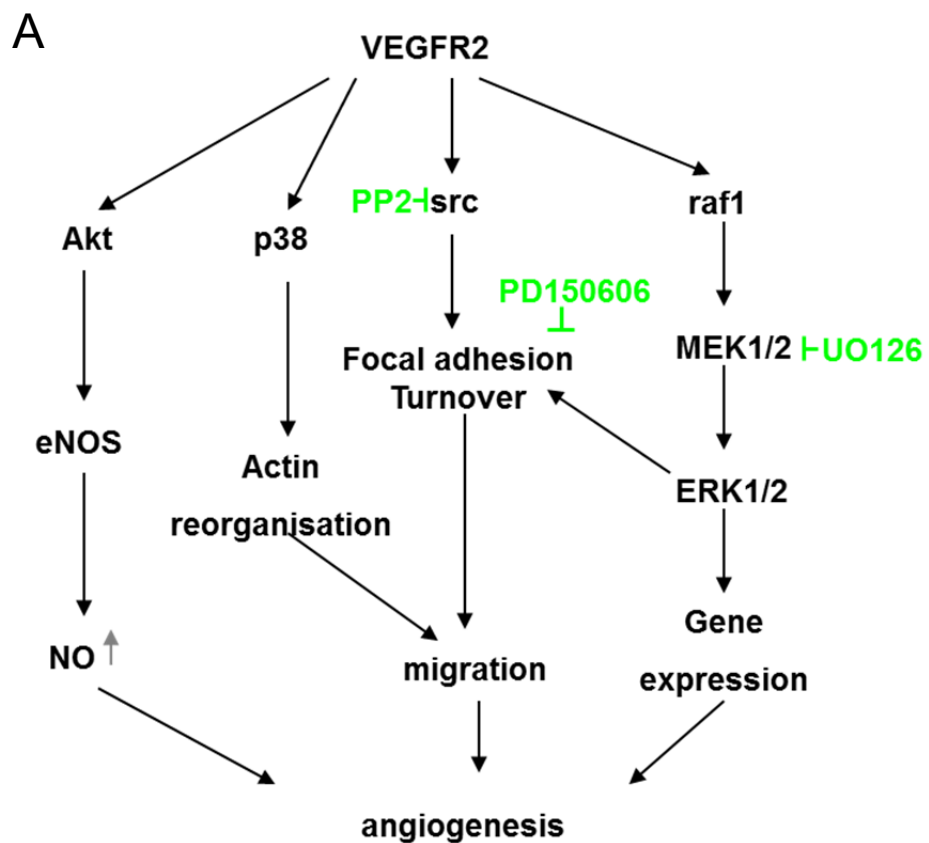 A
VEGFR2
PP2 src
raf1
Akt
p38
PD150606
MEK1/2 UO126
Focal adhesion
Turnover
eNOS
Actin
reorganisation
ERK1/2
Gene
expression
NO
migration
angiogenesis